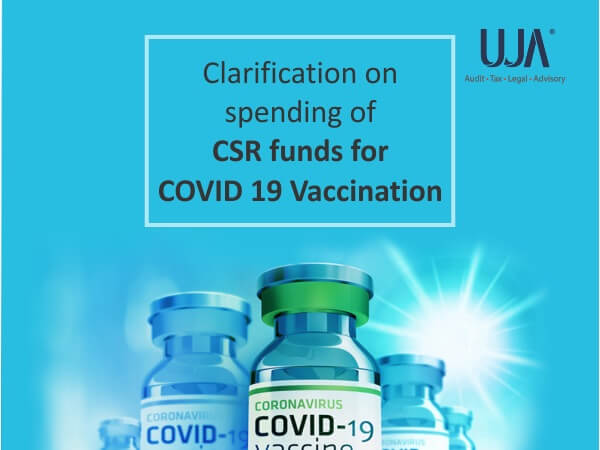 UJA®
Audit • Tax • Legal • Advisory
Clarification on
spending of
CSR funds for
COVID 19 Vaccination
CORONAVIRUS
COVID-19
CORONAVIRUS
COVID-19
vaccine